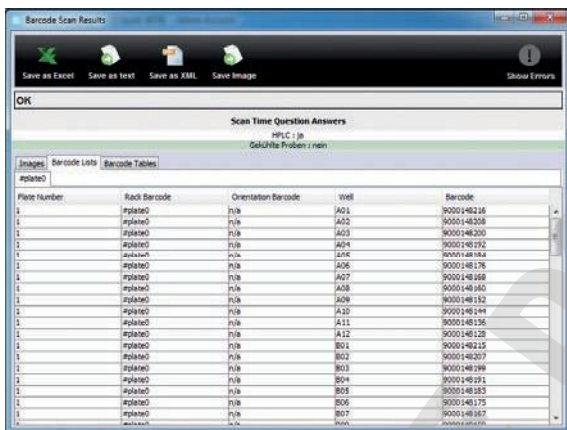 Barcode Scan Results
Save as Excel Save as text Save as XML Save Image Show Errors
OK
Scan Time Question Answers
HPLC : ja
Gekühlte Proben : nein
Images Barcode Lists Barcode Tables
#plate0
Plate Number Rack Barcode Orientation Barcode Well Barcode
1 #plate0 n/a A01 9000148216
1 #plate0 n/a A02 9000148208
1 #plate0 n/a A03 9000148200
1 #plate0 n/a A04 9000148192
1 #plate0 n/a A05 9000148184
1 #plate0 n/a A06 9000148176
1 #plate0 n/a A07 9000148168
1 #plate0 n/a A08 9000148160
1 #plate0 n/a A09 9000148152
1 #plate0 n/a A10 9000148144
1 #plate0 n/a A11 9000148136
1 #plate0 n/a A12 9000148128
1 #plate0 n/a B01 9000148215
1 #plate0 n/a B02 9000148207
1 #plate0 n/a B03 9000148199
1 #plate0 n/a B04 9000148191
1 #plate0 n/a B05 9000148183
1 #plate0 n/a B06 9000148175
1 #plate0 n/a B07 9000148167